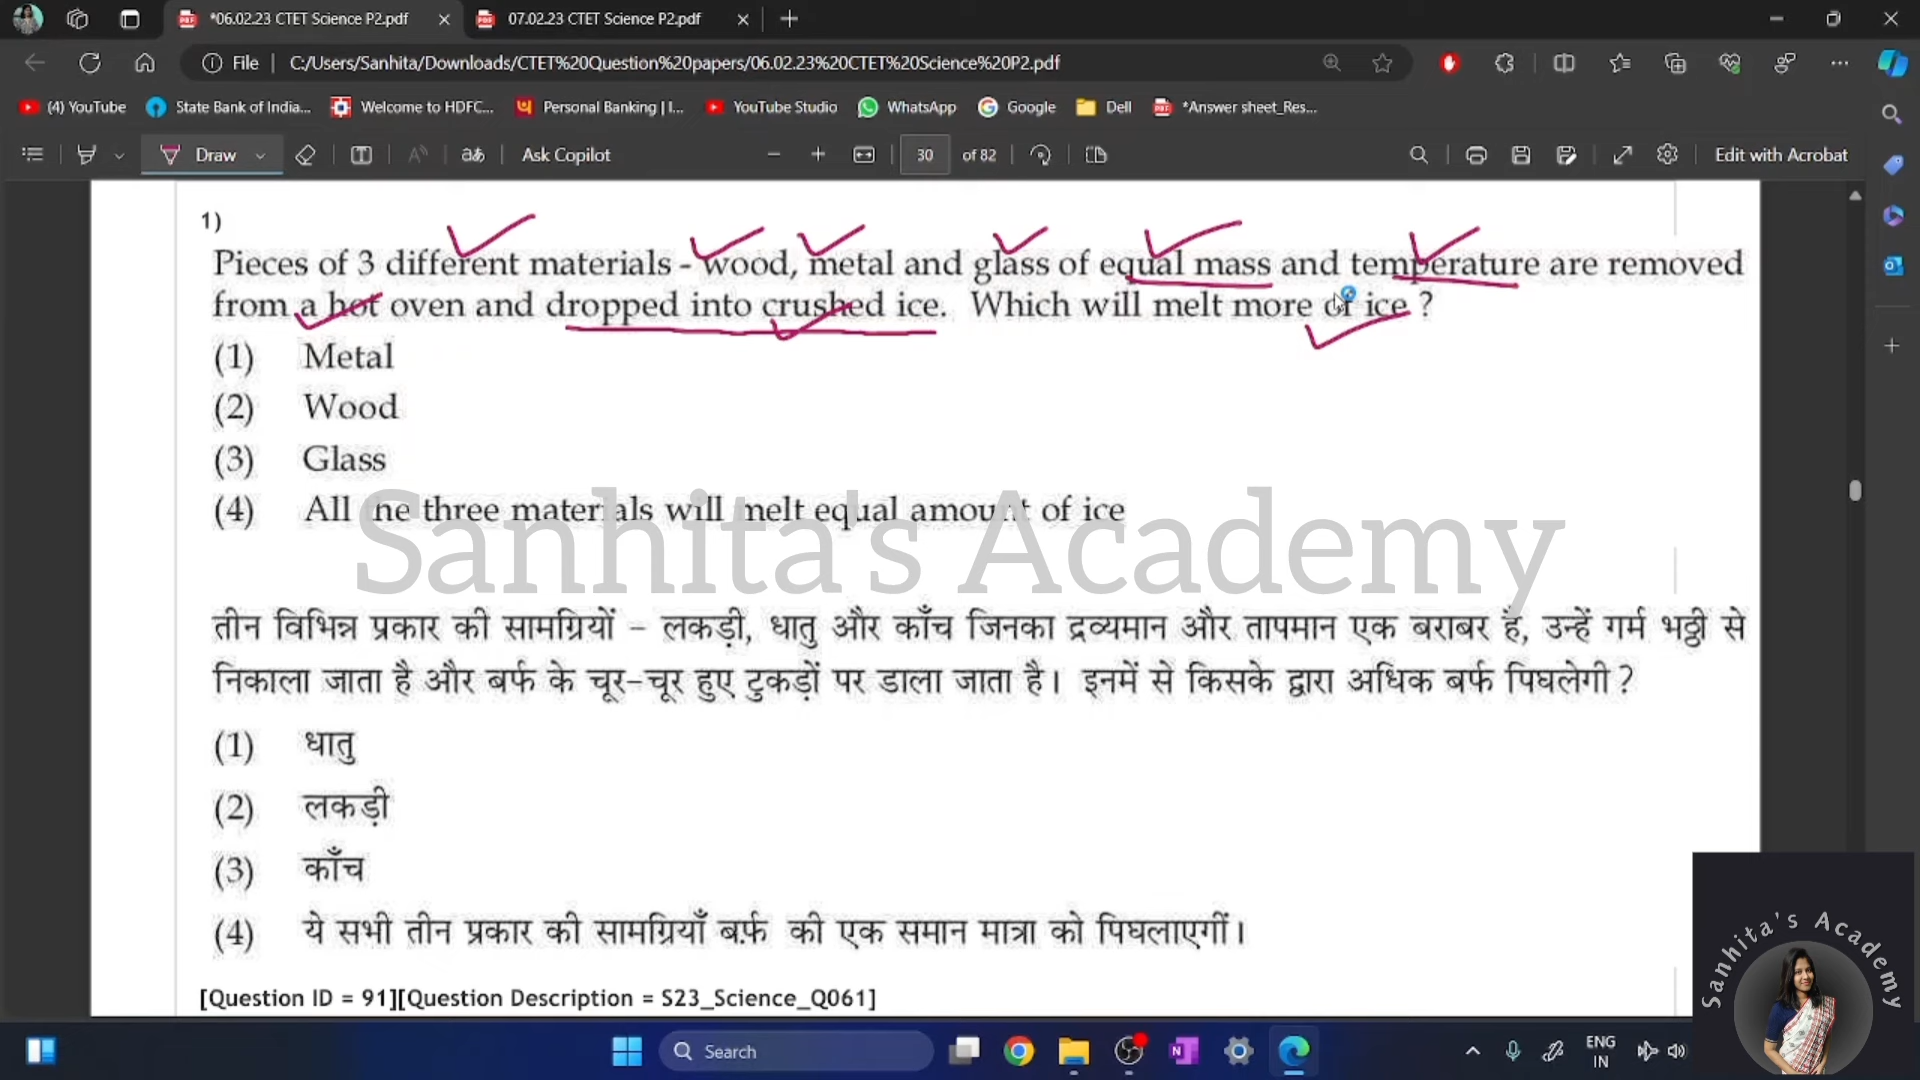 *06.02.23 CTET Science P2.pdf
07.02.23 CTET Science P2.pdf
File
C:/Users/Sanhita/Downloads/CTET%20Question%20papers/06.02.23%20CTET%20Science%20P2.pdf
(4) YouTube
State Bank of India...
Welcome to HDFC...
Personal Banking | I...
YouTube Studio
WhatsApp
Google
Dell
*Answer sheet_Res...
Draw
Ask Copilot
30 of 82
Edit with Acrobat
1)
Pieces of 3 different materials - wood, metal and glass of equal mass and temperature are removed
from a hot oven and dropped into crushed ice. Which will melt more of ice ?
(1) Metal
(2) Wood
(3) Glass
(4) All the three materials will melt equal amount of ice
Sanhita's Academy
तीन विभिन्न प्रकार की सामग्रियों – लकड़ी, धातु और काँच जिनका द्रव्यमान और तापमान एक बराबर है, उन्हें गर्म भठ्ठी से
निकाला जाता है और बर्फ के चूर-चूर हुए टुकड़ों पर डाला जाता है। इनमें से किसके द्वारा अधिक बर्फ पिघलेगी ?
(1) धातु
(2) लकड़ी
(3) काँच
(4) ये सभी तीन प्रकार की सामग्रियाँ बर्फ की एक समान मात्रा को पिघलाएगीं।
[Question ID = 91][Question Description = S23_Science_Q061]
Sanhita's Academy
Search
ENG
IN